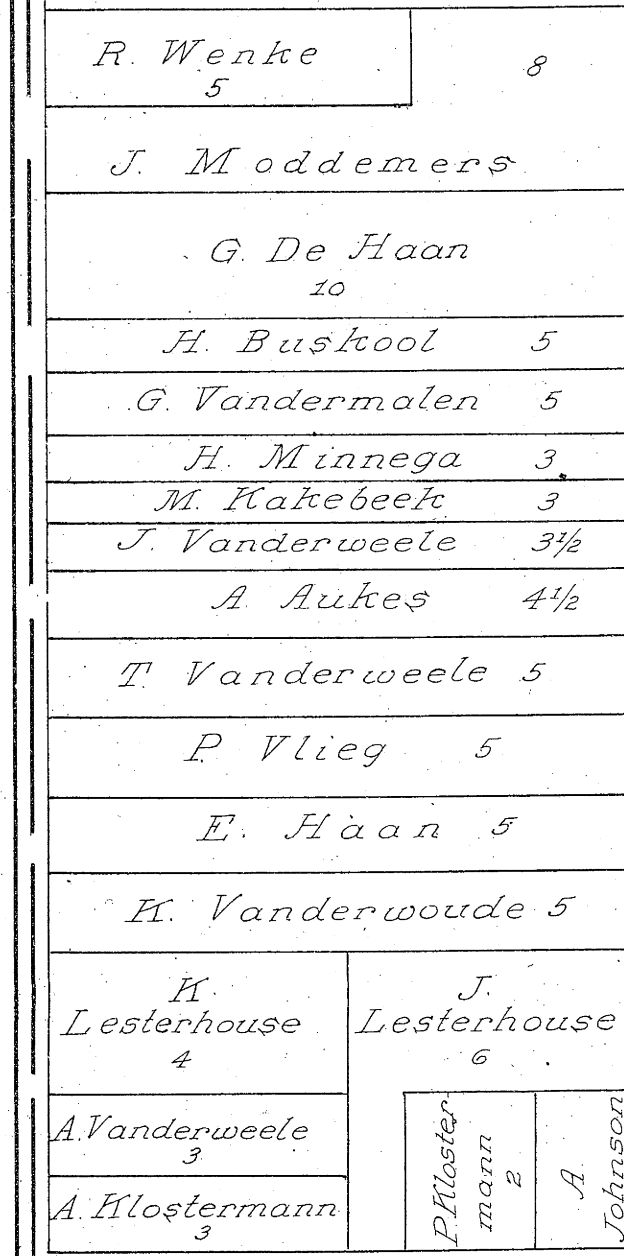 R. Wenke
5
8
J. Moddemers
G. De Haan
10
H. Buskool 5
G. Vandermalen 5
H. Minnega 3
M. Kakebeek 3
J. Vanderweele 3½
A. Aukes 4½
T. Vanderweele 5
P. Vlieg 5
E. Haan 5
K. Vanderwoude 5
K.
Lesterhouse
4
J.
Lesterhouse
6
A. Vanderweele
3
A. Klostermann
3
P. Kloster-
mann
2
A.
Johnson